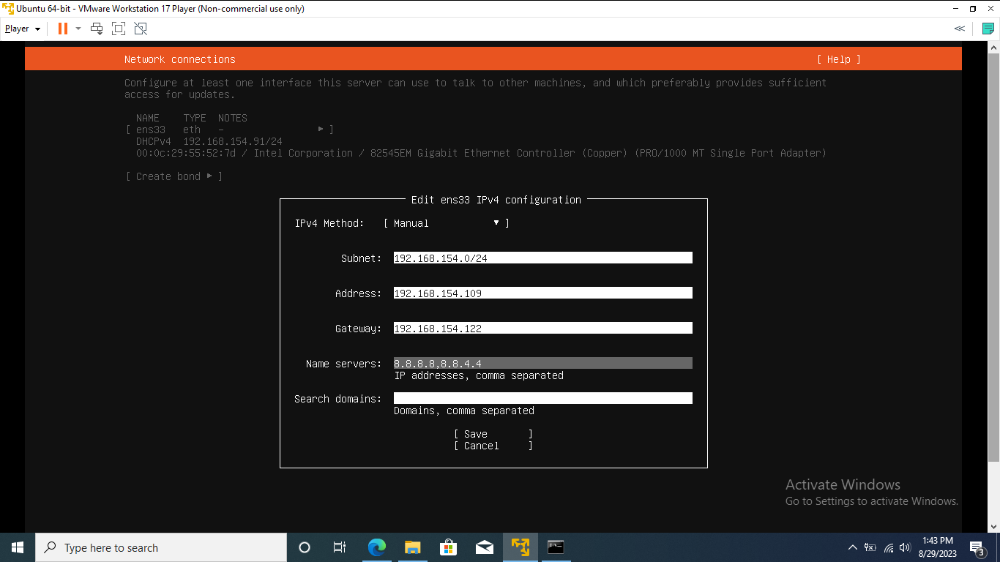 Ubuntu 64-bit - VMware Workstation 17 Player (Non-commercial use only)
Player
Network connections [ Help ]
Configure at least one interface this server can use to talk to other machines, and which preferably provides sufficient
access for updates.
NAME TYPE NOTES
[ ens33 eth – ▸ ]
DHCPv4 192.168.154.91/24
00:0c:29:55:52:7d / Intel Corporation / 82545EM Gigabit Ethernet Controller (Copper) (PRO/1000 MT Single Port Adapter)
[ Create bond ▸ ]
Edit ens33 IPv4 configuration
IPv4 Method: [ Manual ▾ ]
Subnet: 192.168.154.0/24
Address: 192.168.154.109
Gateway: 192.168.154.122
Name servers: 8.8.8.8,8.8.4.4
IP addresses, comma separated
Search domains:
Domains, comma separated
[ Save ]
[ Cancel ]
Activate Windows
Go to Settings to activate Windows.
Type here to search
1:43 PM
8/29/2023
3